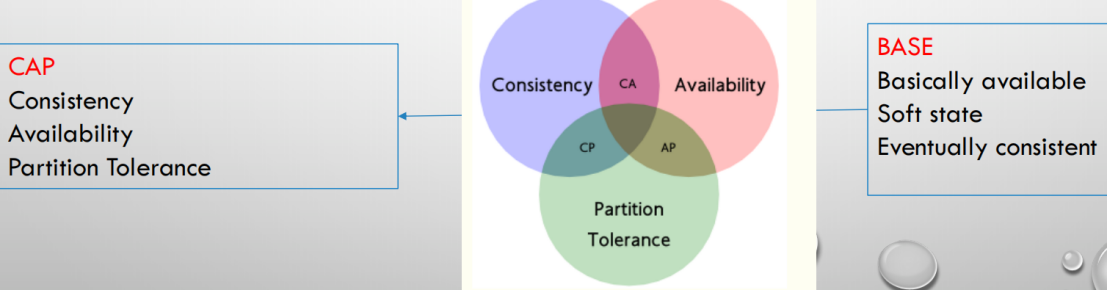 CAP
Consistency
Availability
Partition Tolerance
Consistency
CA
Availability
CP
AP
Partition
Tolerance
BASE
Basically available
Soft state
Eventually consistent